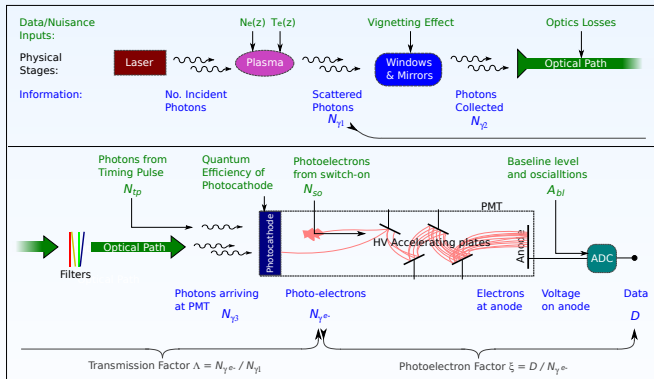 Data/Nuisance Inputs:
Ne(z) Te(z)
Vignetting Effect
Optics Losses
Physical Stages:
Laser
Plasma
Windows & Mirrors
Optical Path
Information:
No. Incident Photons
Scattered Photons
Nγ1
Photons Collected
Nγ2
Photons from Timing Pulse
Ntp
Quantum Efficiency of Photocathode
Photoelectrons from switch-on
Nso
Baseline level and oscialltions
Abl
PMT
Filters
Optical Path
Photocathode
HV Accelerating plates
Anode
ADC
Photons arriving at PMT
Nγ3
Photo-electrons
Nγe-
Electrons at anode
Voltage on anode
Data
D
Transmission Factor Λ = Nγe- / Nγ1
Photoelectron Factor ξ = D / Nγe-